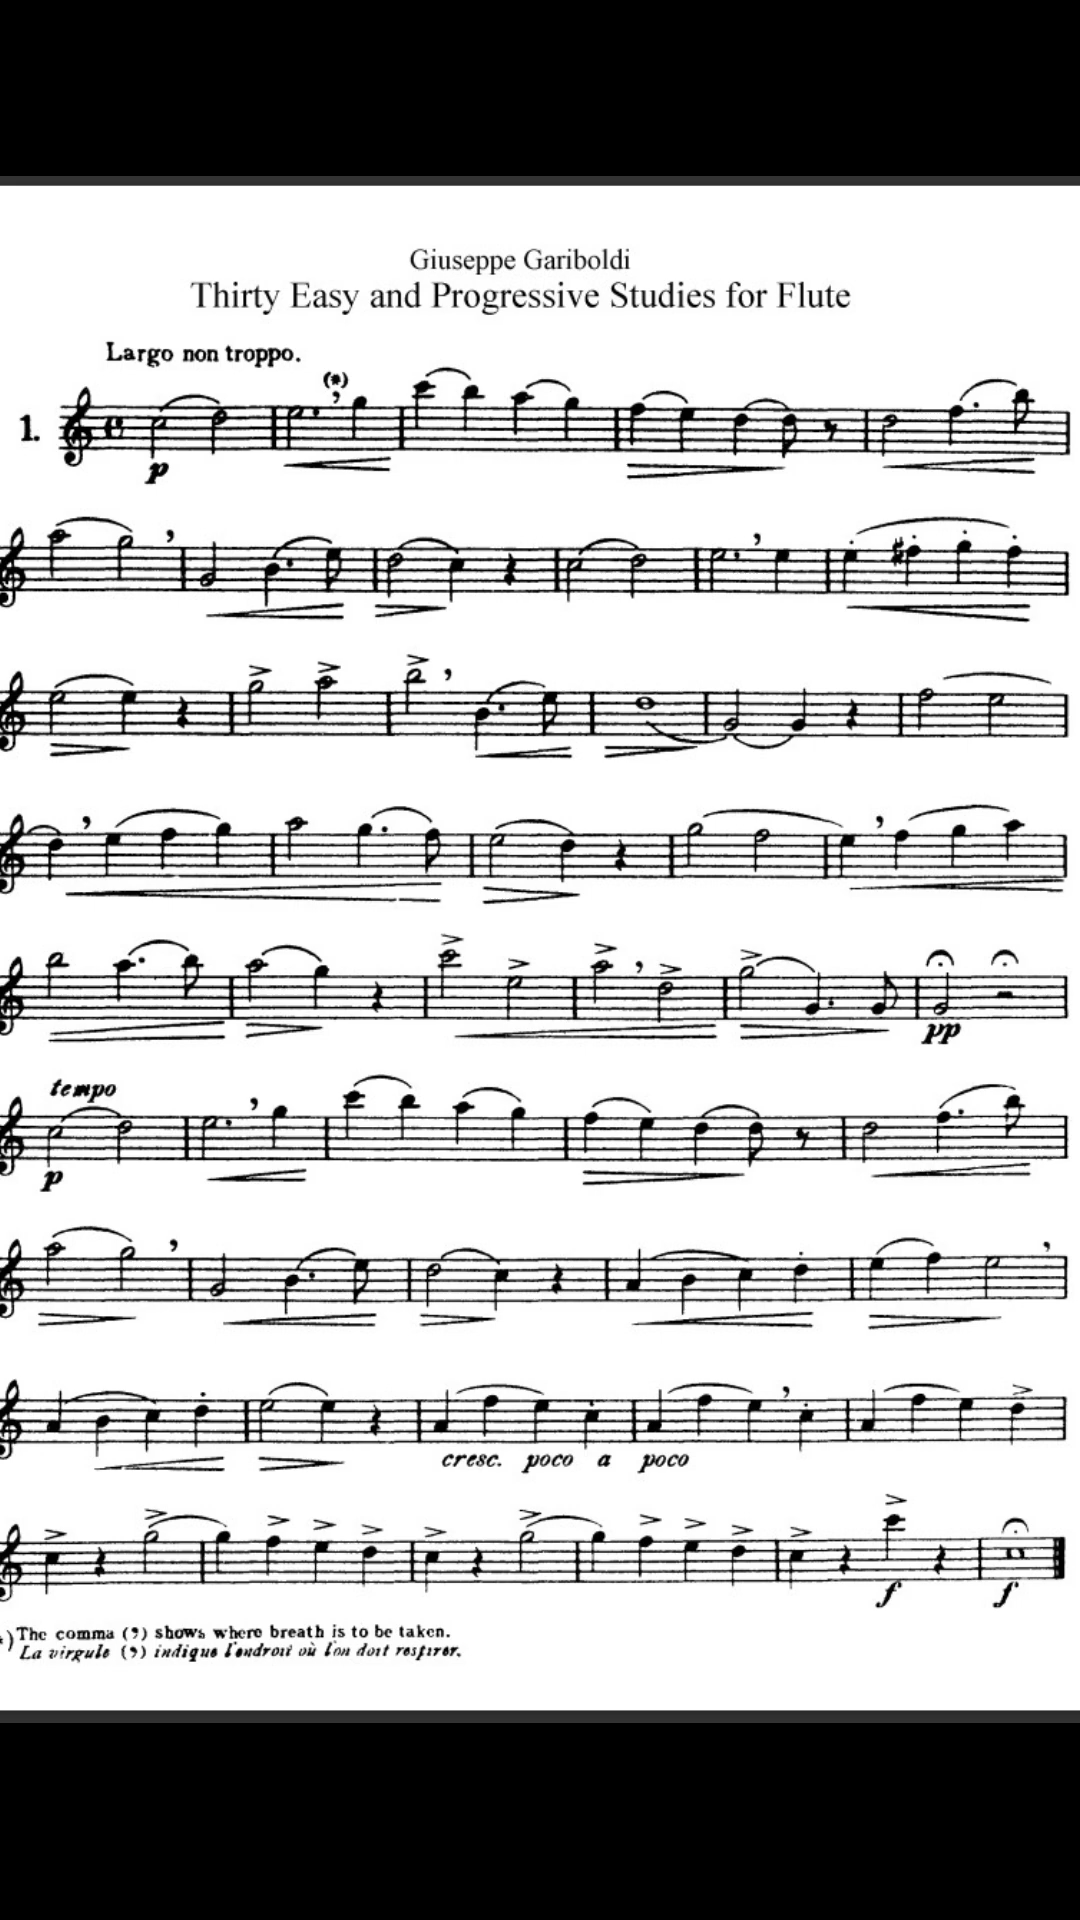 Giuseppe Gariboldi
Thirty Easy and Progressive Studies for Flute
Largo non troppo.
(*)
1.
p
pp
tempo
p
cresc. poco a poco
f f
*) The comma (,) shows where breath is to be taken.
La virgule (,) indique l'endroit où l'on doit respirer.